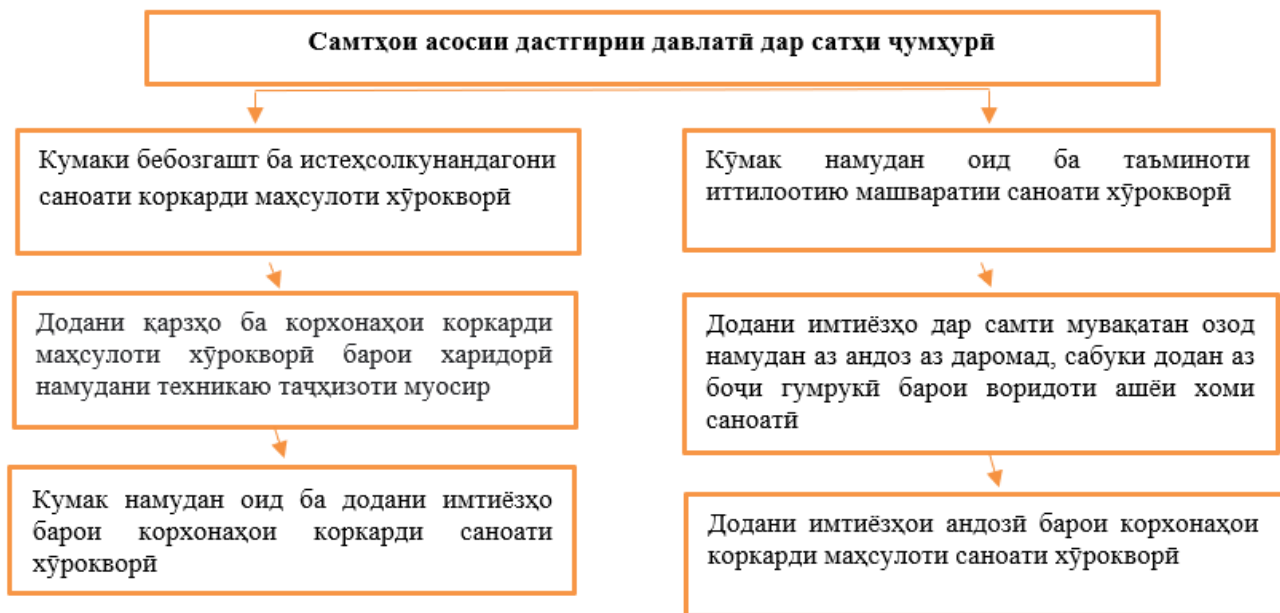 Самтҳои асосии дастгирии давлатӣ дар сатҳи ҷумҳурӣ
Кумаки бебозгашт ба истеҳсолкунандагони
саноати коркарди маҳсулоти хӯрокворӣ
Додани қарзҳо ба корхонаҳои коркарди
маҳсулоти хӯрокворӣ барои харидорӣ
намудани техникаю таҷҳизоти муосир
Кумак намудан оид ба додани имтиёзҳо
барои корхонаҳои коркарди саноати
хӯрокворӣ
Кӯмак намудан оид ба таъминоти
иттилоотию машваратии саноати хӯрокворӣ
Додани имтиёзҳо дар самти мувақатан озод
намудан аз андоз аз даромад, сабуки додан аз
боҷи гумрукӣ барои воридоти ашёи хоми
саноатӣ
Додани имтиёзҳои андозӣ барои корхонаҳои
коркарди маҳсулоти саноати хӯрокворӣ